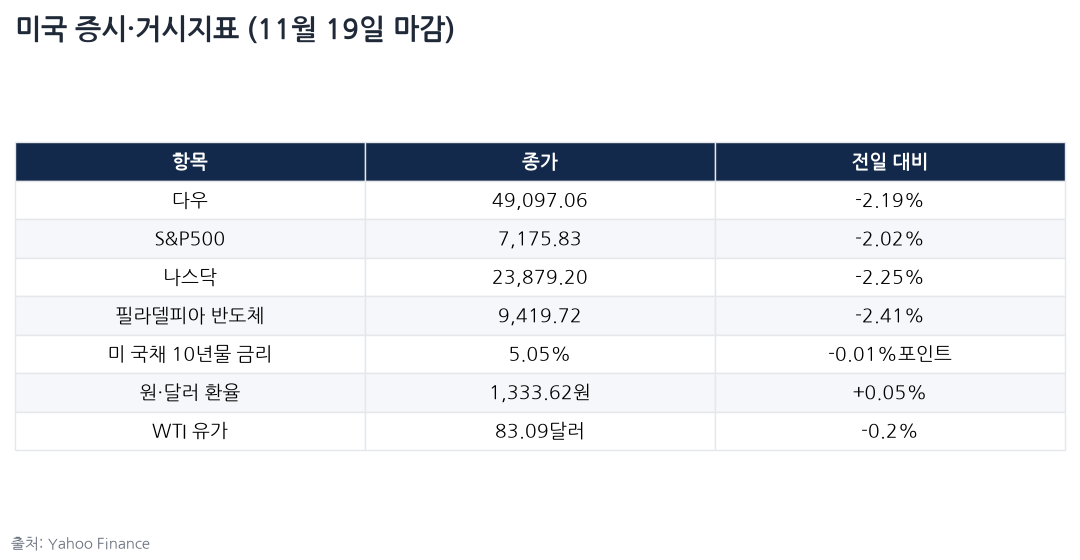 미국 증시·거시지표 (11월 19일 마감)
항목 종가 전일 대비
다우 49,097.06 -2.19%
S&P500 7,175.83 -2.02%
나스닥 23,879.20 -2.25%
필라델피아 반도체 9,419.72 -2.41%
미 국채 10년물 금리 5.05% -0.01%포인트
원·달러 환율 1,333.62원 +0.05%
WTI 유가 83.09달러 -0.2%
출처: Yahoo Finance